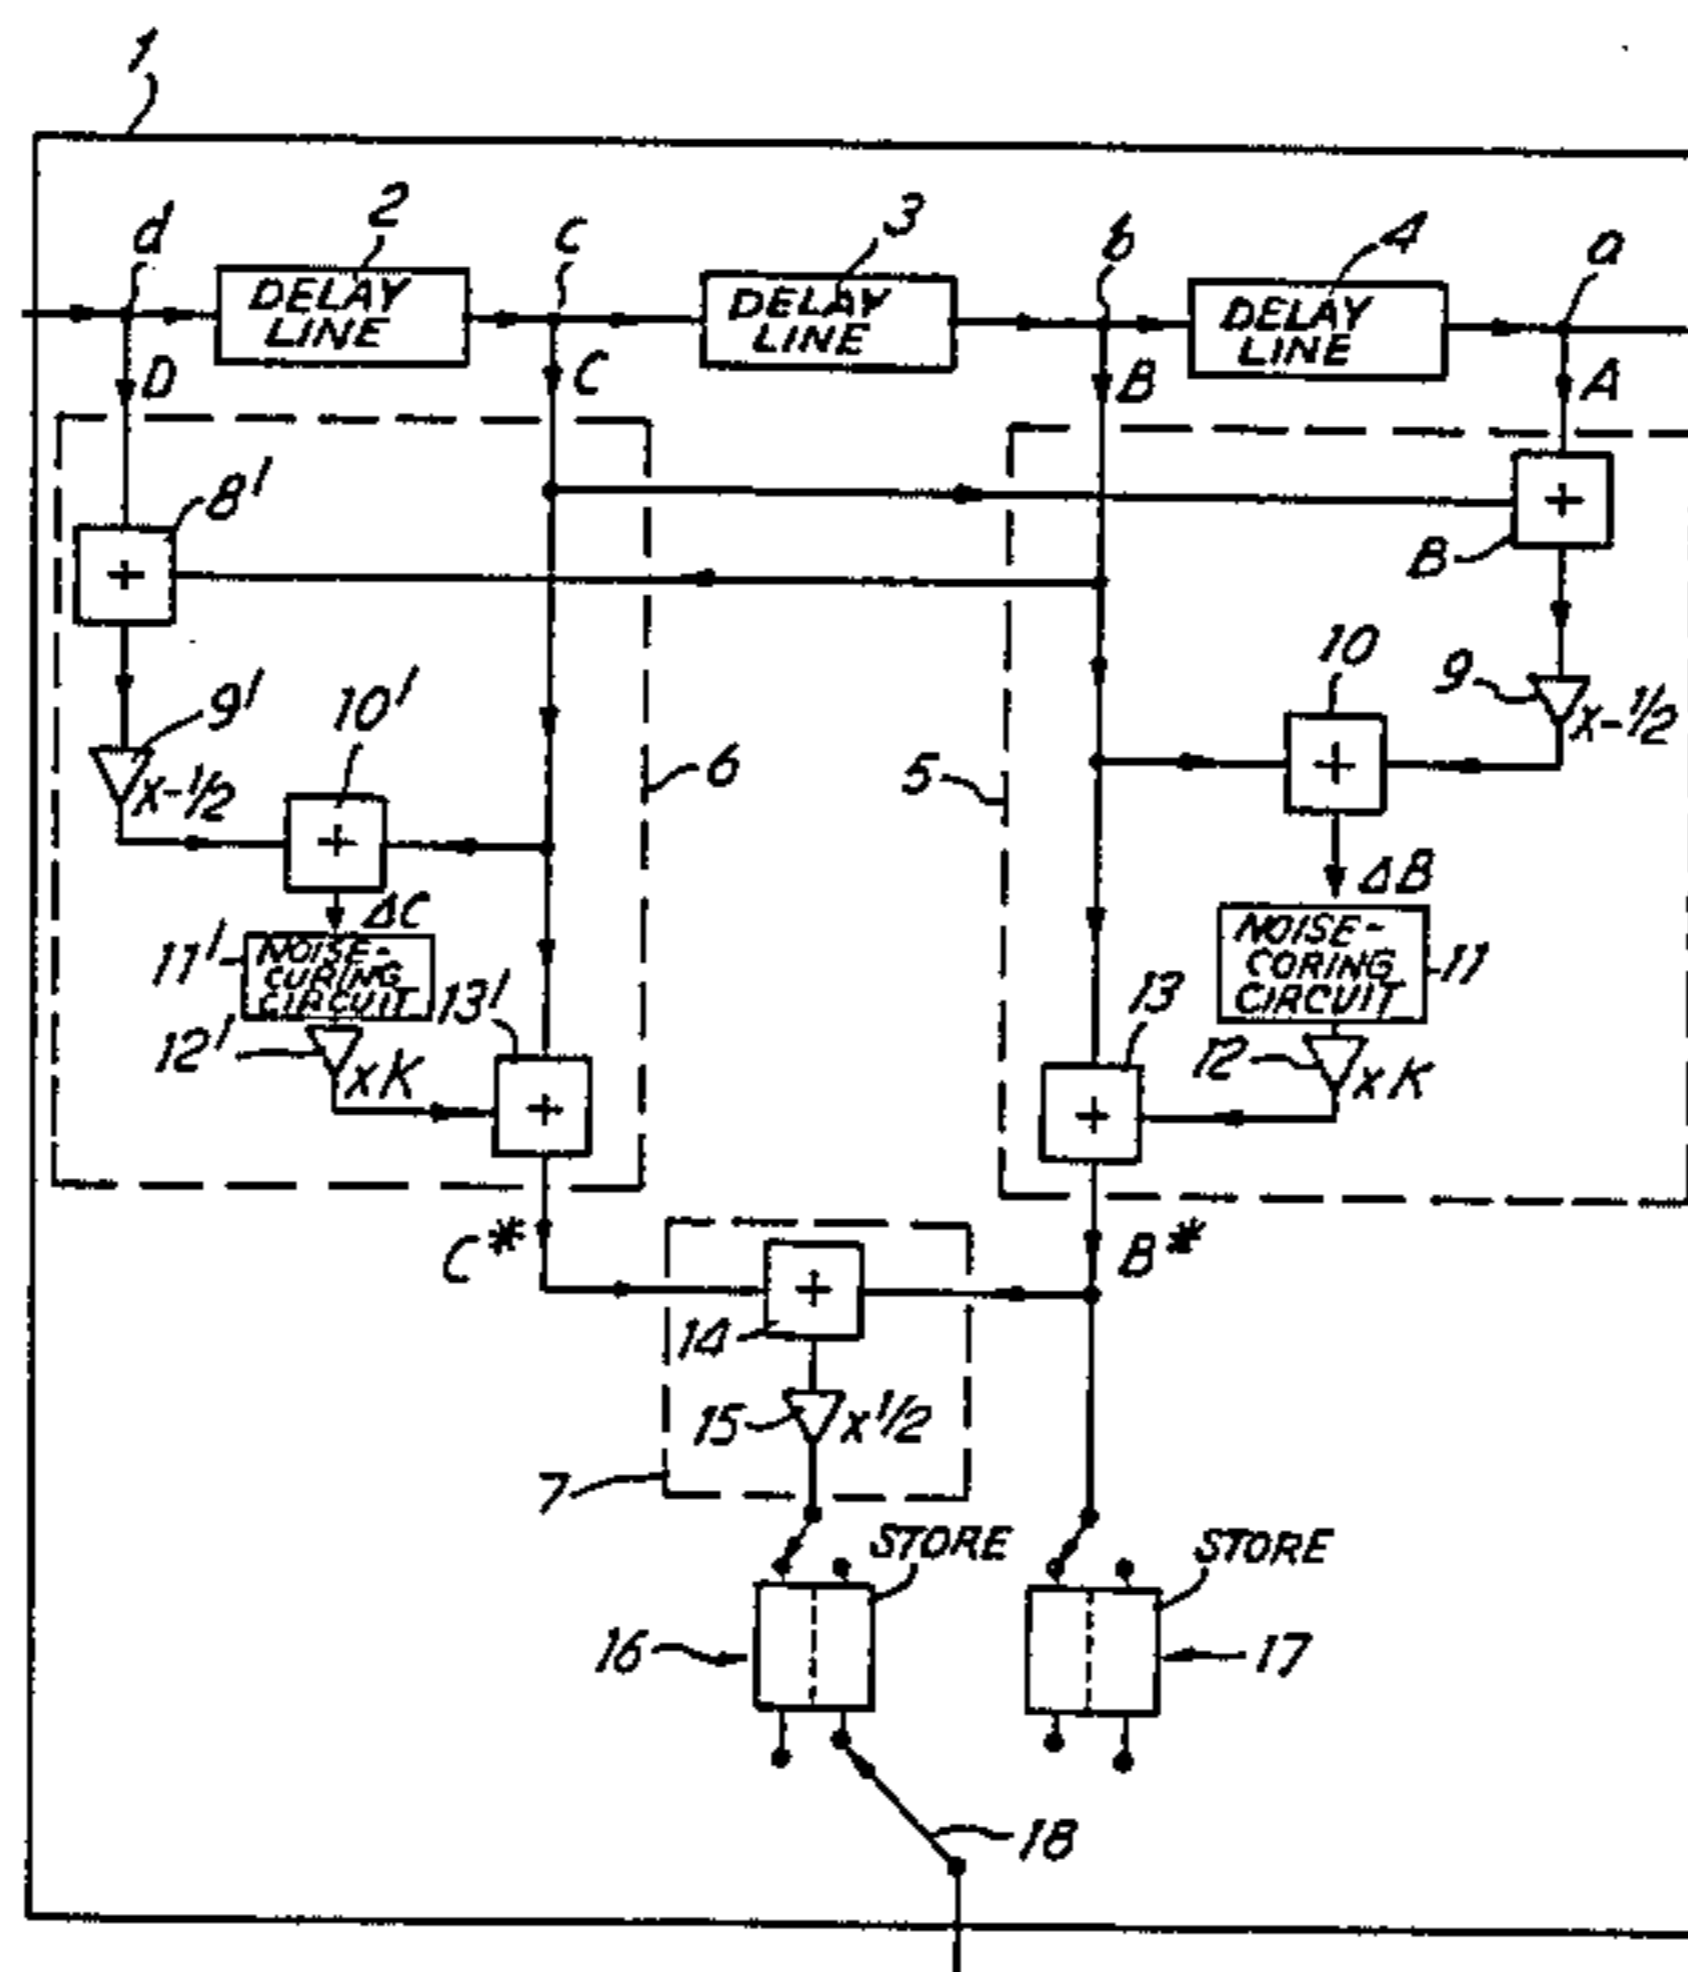 1
d
2
c
3
b
4
a
DELAY
LINE
DELAY
LINE
DELAY
LINE
D
C
B
A
8'
B
10
9
x-1/2
9'
10'
6
5
x-1/2
ΔC
ΔB
11'
NOISE-
CURING
CIRCUIT
13'
NOISE-
CORING
CIRCUIT
11
13
12'
xK
12
xK
C*
B*
14
15
x1/2
7
STORE
STORE
16
17
18